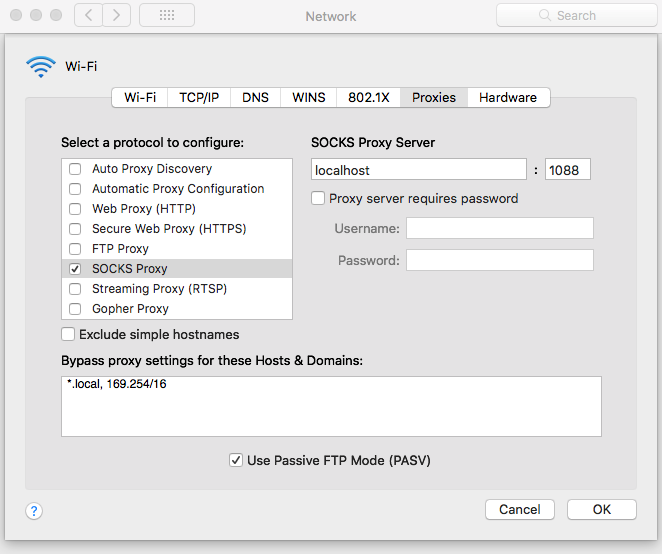 Network
Search
Wi-Fi
Wi-Fi TCP/IP DNS WINS 802.1X Proxies Hardware
Select a protocol to configure:
Auto Proxy Discovery
Automatic Proxy Configuration
Web Proxy (HTTP)
Secure Web Proxy (HTTPS)
FTP Proxy
SOCKS Proxy
Streaming Proxy (RTSP)
Gopher Proxy
Exclude simple hostnames
SOCKS Proxy Server
localhost : 1088
Proxy server requires password
Username:
Password:
Bypass proxy settings for these Hosts & Domains:
*.local, 169.254/16
Use Passive FTP Mode (PASV)
?
Cancel OK